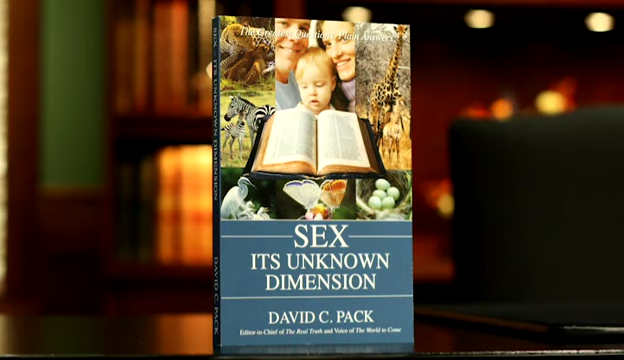 The Greatest Questions, Plain Answers!
SEX
ITS UNKNOWN
DIMENSION
DAVID C. PACK
Editor-in-Chief of The Real Truth and Voice of The World to Come
SEX ITS UNKNOWN DIMENSION
DAVID C. PACK